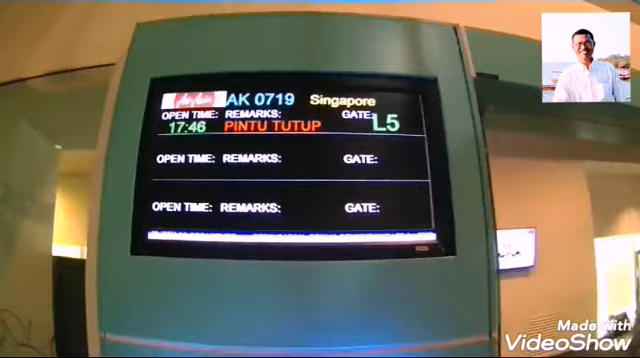 AK 0719 Singapore
OPEN TIME: REMARKS: GATE:
17:46 PINTU TUTUP L5
OPEN TIME: REMARKS: GATE:
OPEN TIME: REMARKS: GATE:
Made With
VideoShow